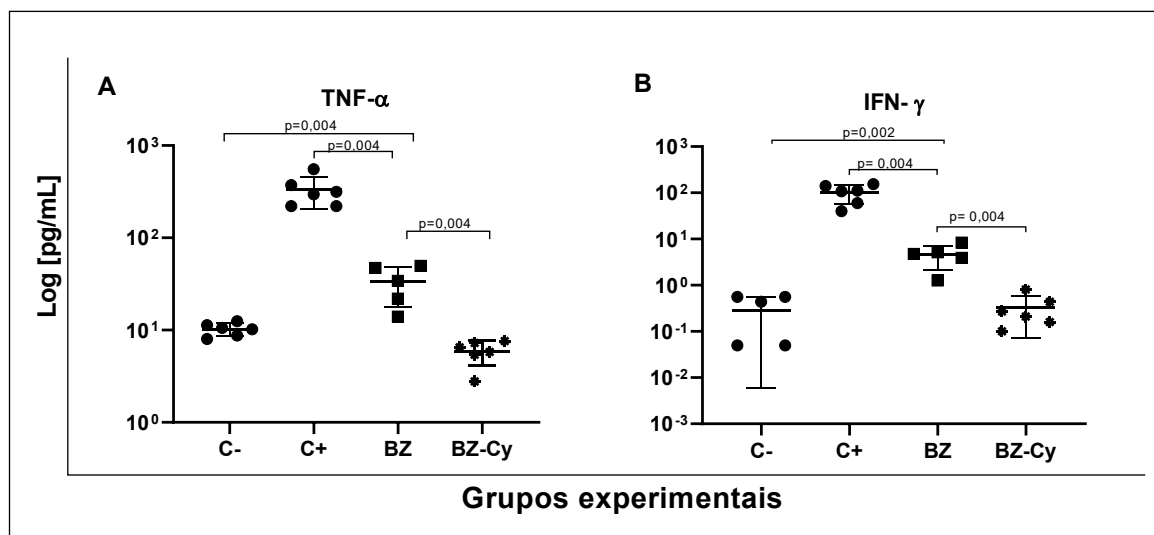 A
TNF-α
p=0,004
p=0,004
p=0,004
10³
10²
10¹
10⁰
Log [pg/mL]
C- C+ BZ BZ-Cy
B
IFN- γ
p=0,002
p= 0,004
p= 0,004
10³
10²
10¹
10⁰
10⁻¹
10⁻²
10⁻³
C- C+ BZ BZ-Cy
Grupos experimentais